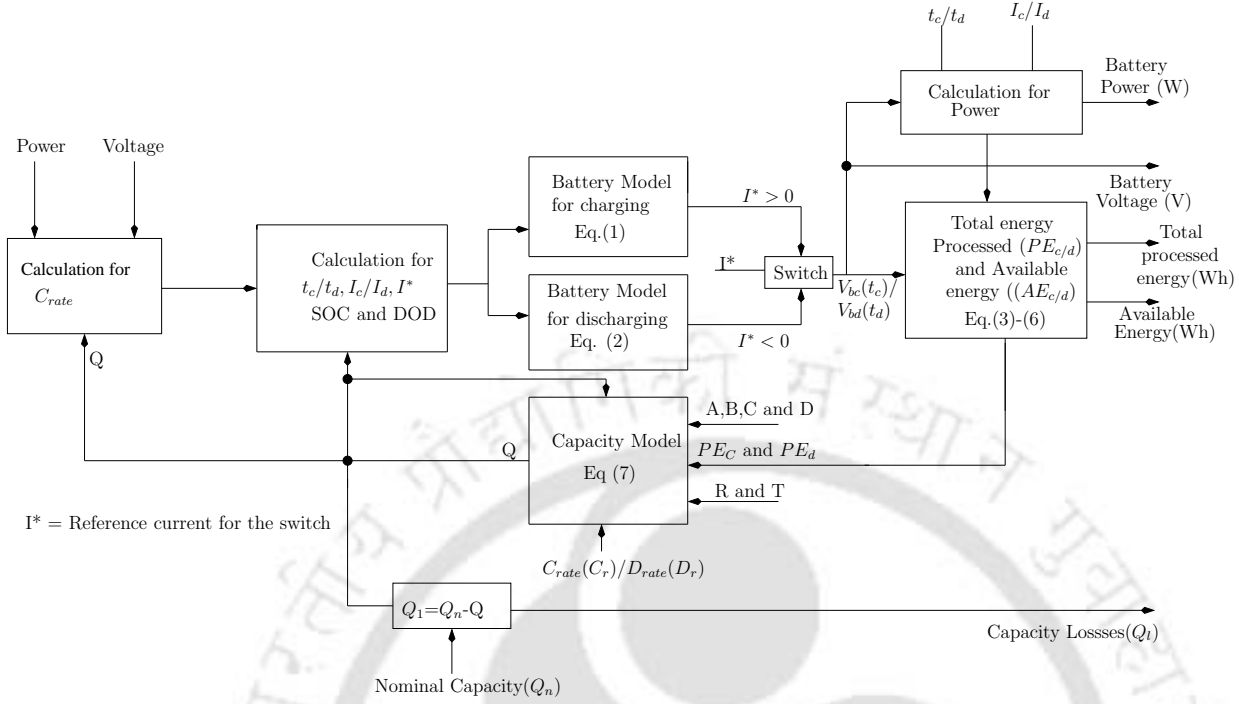 t_c/t_d
I_c/I_d
Calculation for
Power
Battery
Power (W)
Power
Voltage
Battery Model
for charging
Eq.(1)
I* > 0
Battery
Voltage (V)
Calculation for
C_rate
Calculation for
t_c/t_d, I_c/I_d, I*
SOC and DOD
I*
Switch
V_bc(t_c)/
V_bd(t_d)
Total energy
Processed (PE_c/d)
and Available
energy ((AE_c/d)
Eq.(3)-(6)
Total
processed
energy(Wh)
Available
Energy(Wh)
Battery Model
for discharging
Eq. (2)
I* < 0
Q
Q
Capacity Model
Eq (7)
A,B,C and D
PE_C and PE_d
R and T
I* = Reference current for the switch
C_rate(C_r)/D_rate(D_r)
Q_1=Q_n-Q
Capacity Lossses(Q_l)
Nominal Capacity(Q_n)